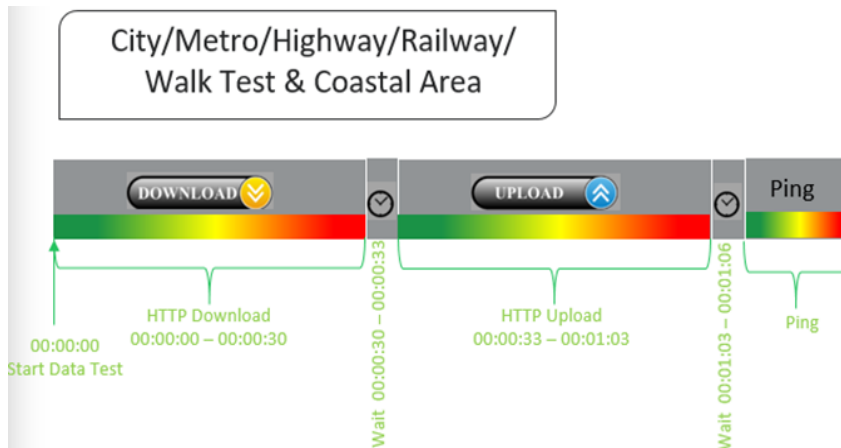 City/Metro/Highway/Railway/
Walk Test & Coastal Area
DOWNLOAD
UPLOAD
Ping
HTTP Download
00:00:00 – 00:00:30
Wait 00:00:30 – 00:00:33
HTTP Upload
00:00:33 – 00:01:03
Wait 00:01:03 – 00:01:06
Ping
00:00:00
Start Data Test